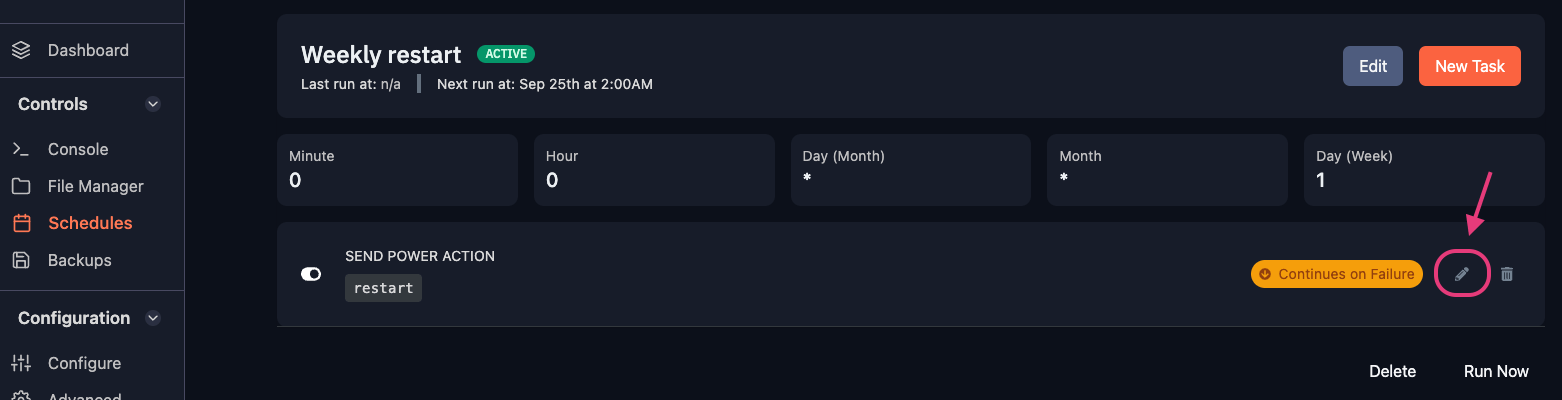 Dashboard
Controls
Console
File Manager
Schedules
Backups
Configuration
Configure
Advanced
Weekly restart ACTIVE
Last run at: n/a Next run at: Sep 25th at 2:00AM
Edit New Task
Minute
0
Hour
0
Day (Month)
*
Month
*
Day (Week)
1
SEND POWER ACTION
restart
Continues on Failure
Delete Run Now